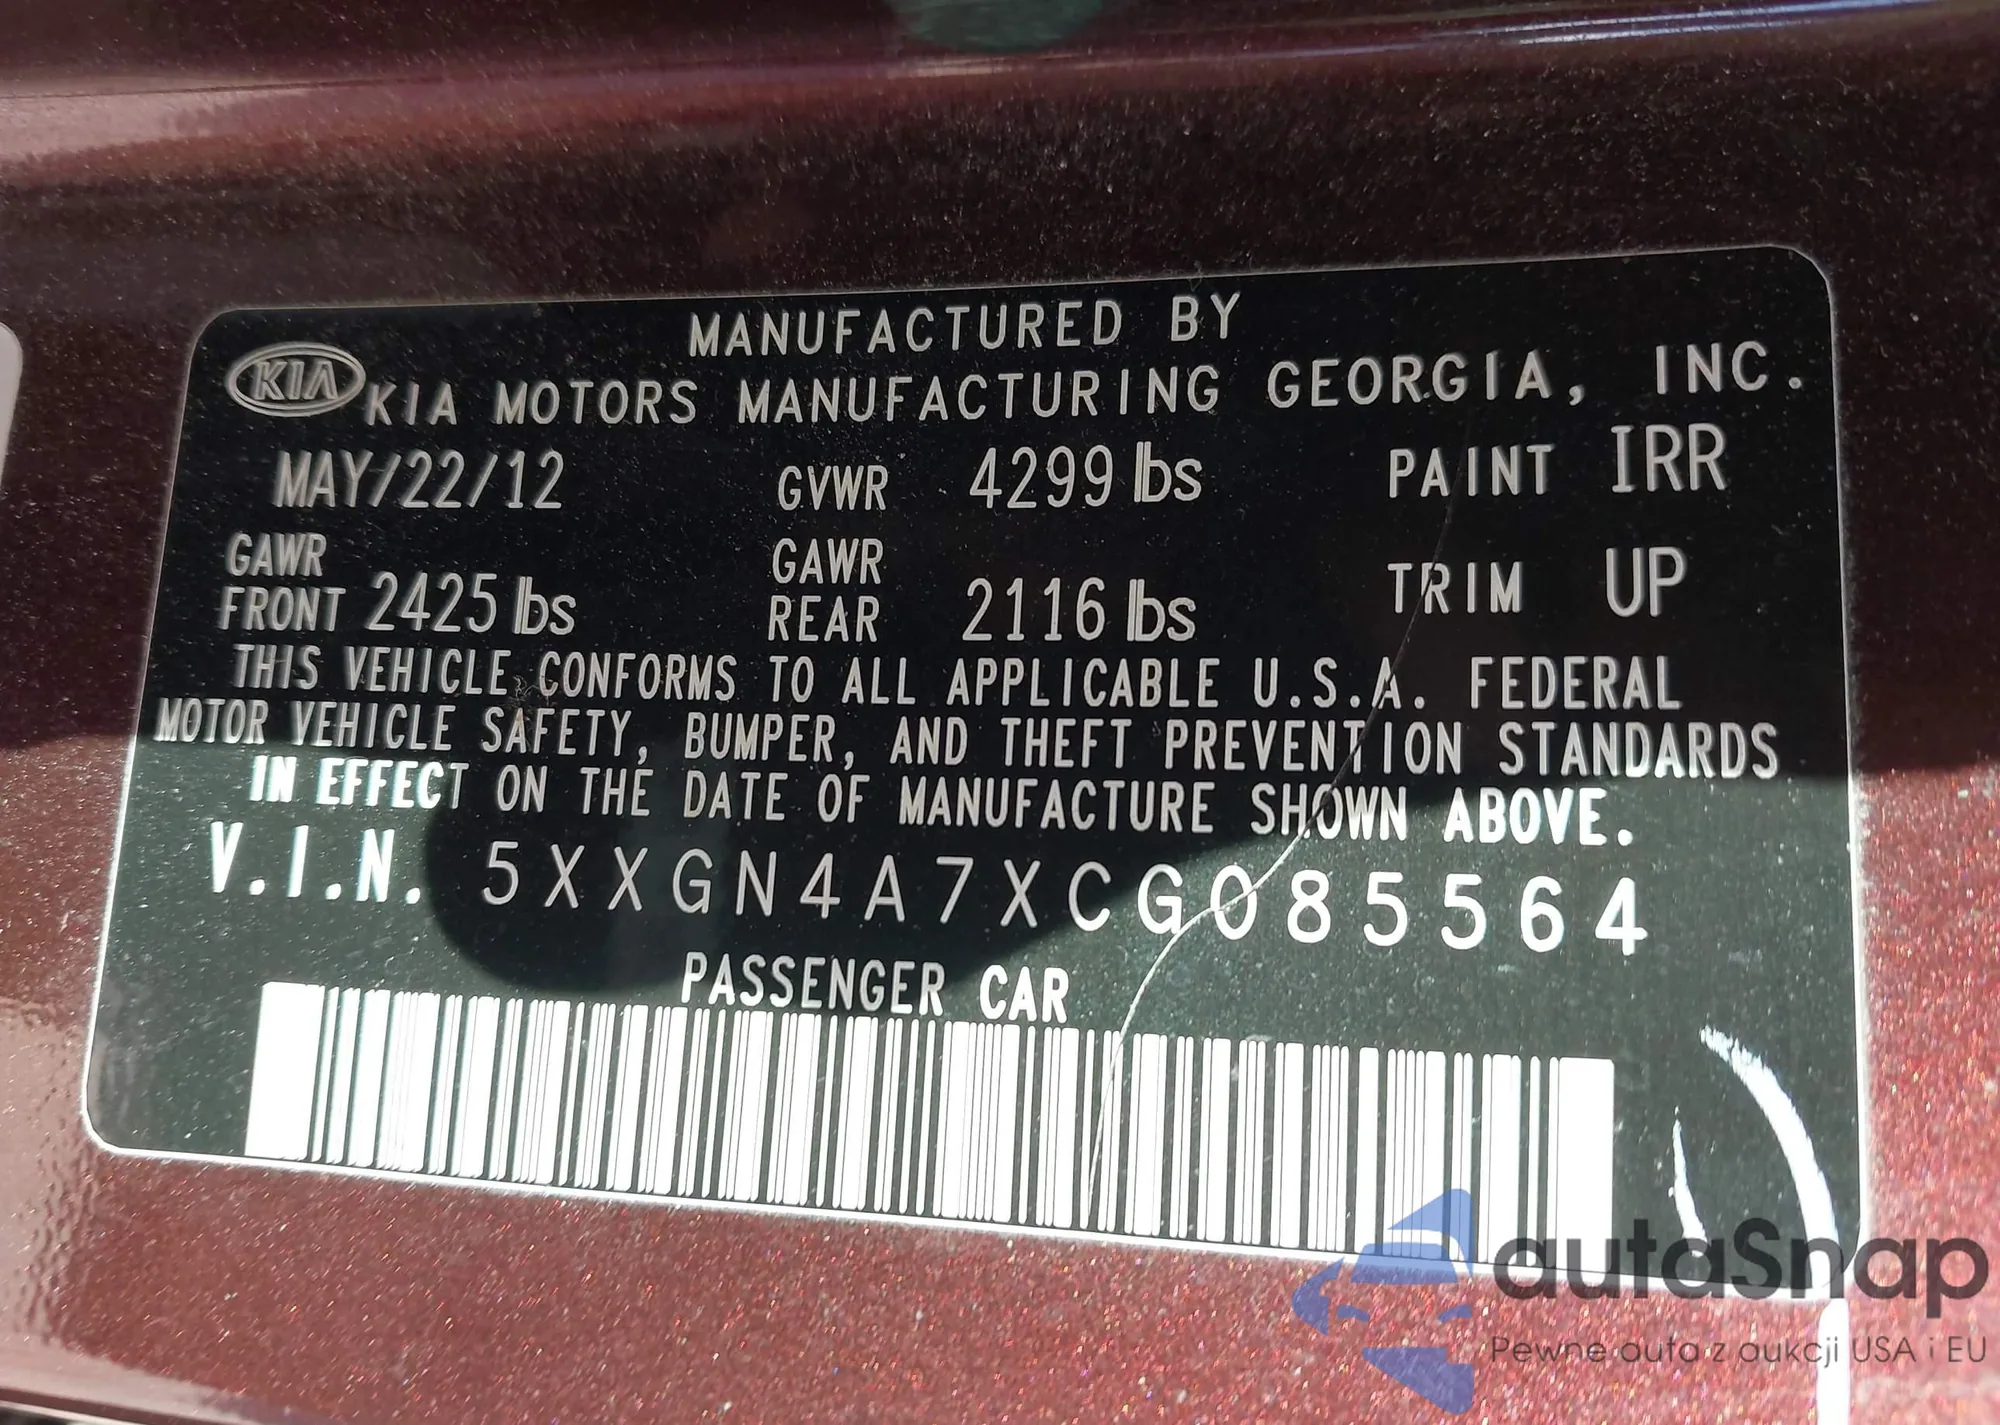 MANUFACTURED BY
KIA KIA MOTORS MANUFACTURING GEORGIA, INC.
MAY/22/12 GVWR 4299 lbs PAINT IRR
GAWR FRONT 2425 lbs GAWR REAR 2116 lbs TRIM UP
THIS VEHICLE CONFORMS TO ALL APPLICABLE U.S.A. FEDERAL
MOTOR VEHICLE SAFETY, BUMPER, AND THEFT PREVENTION STANDARDS
IN EFFECT ON THE DATE OF MANUFACTURE SHOWN ABOVE.
V.I.N. 5XXGN4A7XCG085564
PASSENGER CAR
autaSnap
Pewne auta z aukcji USA i EU